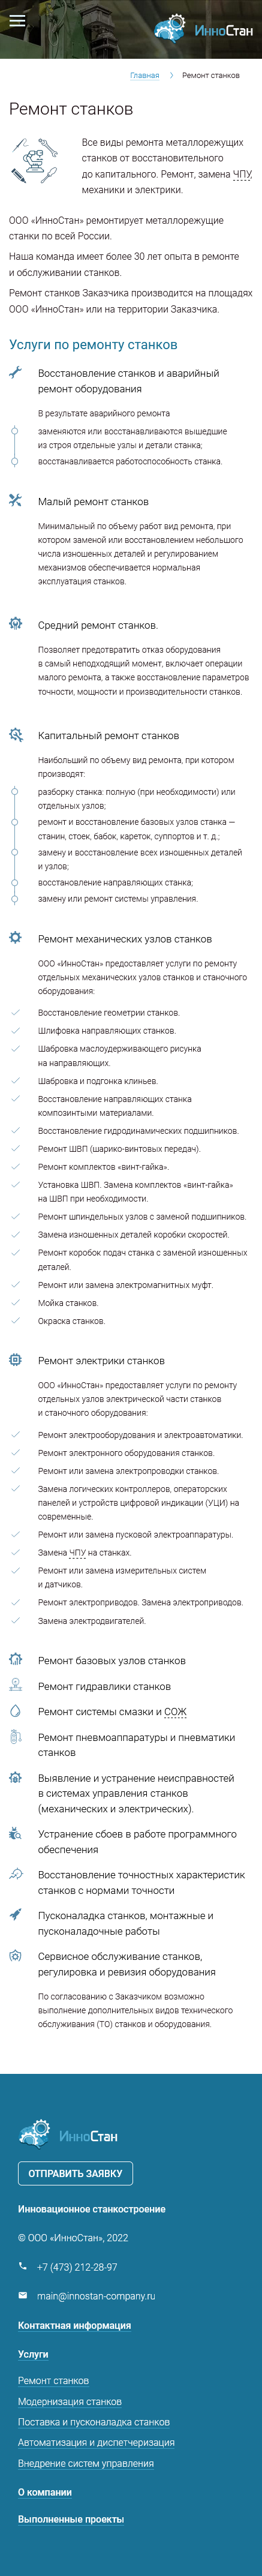 ИнноСтан
Главная
Ремонт станков
Ремонт станков
Все виды ремонта металлорежущих
станков от восстановительного
до капитального. Ремонт, замена ЧПУ,
механики и электрики.
ООО «ИнноСтан» ремонтирует металлорежущие
станки по всей России.
Наша команда имеет более 30 лет опыта в ремонте
и обслуживании станков.
Ремонт станков Заказчика производится на площадях
ООО «ИнноСтан» или на территории Заказчика.
Услуги по ремонту станков
Восстановление станков и аварийный
ремонт оборудования
В результате аварийного ремонта
заменяются или восстанавливаются вышедшие
из строя отдельные узлы и детали станка;
восстанавливается работоспособность станка.
Малый ремонт станков
Минимальный по объему работ вид ремонта, при
котором заменой или восстановлением небольшого
числа изношенных деталей и регулированием
механизмов обеспечивается нормальная
эксплуатация станков.
Средний ремонт станков.
Позволяет предотвратить отказ оборудования
в самый неподходящий момент, включает операции
малого ремонта, а также восстановление параметров
точности, мощности и производительности станков.
Капитальный ремонт станков
Наибольший по объему вид ремонта, при котором
производят:
разборку станка: полную (при необходимости) или
отдельных узлов;
ремонт и восстановление базовых узлов станка —
станин, стоек, бабок, кареток, суппортов и т. д.;
замену и восстановление всех изношенных деталей
и узлов;
восстановление направляющих станка;
замену или ремонт системы управления.
Ремонт механических узлов станков
ООО «ИнноСтан» предоставляет услуги по ремонту
отдельных механических узлов станков и станочного
оборудования:
Восстановление геометрии станков.
Шлифовка направляющих станков.
Шабровка маслоудерживающего рисунка
на направляющих.
Шабровка и подгонка клиньев.
Восстановление направляющих станка
композитными материалами.
Восстановление гидродинамических подшипников.
Ремонт ШВП (шарико-винтовых передач).
Ремонт комплектов «винт-гайка».
Установка ШВП. Замена комплектов «винт-гайка»
на ШВП при необходимости.
Ремонт шпиндельных узлов с заменой подшипников.
Замена изношенных деталей коробки скоростей.
Ремонт коробок подач станка с заменой изношенных
деталей.
Ремонт или замена электромагнитных муфт.
Мойка станков.
Окраска станков.
Ремонт электрики станков
ООО «ИнноСтан» предоставляет услуги по ремонту
отдельных узлов электрической части станков
и станочного оборудования:
Ремонт электрооборудования и электроавтоматики.
Ремонт электронного оборудования станков.
Ремонт или замена электропроводки станков.
Замена логических контроллеров, операторских
панелей и устройств цифровой индикации (УЦИ) на
современные.
Ремонт или замена пусковой электроаппаратуры.
Замена ЧПУ на станках.
Ремонт или замена измерительных систем
и датчиков.
Ремонт электроприводов. Замена электроприводов.
Замена электродвигателей.
Ремонт базовых узлов станков
Ремонт гидравлики станков
Ремонт системы смазки и СОЖ
Ремонт пневмоаппаратуры и пневматики
станков
Выявление и устранение неисправностей
в системах управления станков
(механических и электрических).
Устранение сбоев в работе программного
обеспечения
Восстановление точностных характеристик
станков с нормами точности
Пусконаладка станков, монтажные и
пусконаладочные работы
Сервисное обслуживание станков,
регулировка и ревизия оборудования
По согласованию с Заказчиком возможно
выполнение дополнительных видов технического
обслуживания (ТО) станков и оборудования.
ИнноСтан
ОТПРАВИТЬ ЗАЯВКУ
Инновационное станкостроение
© ООО «ИнноСтан», 2022
+7 (473) 212-28-97
main@innostan-company.ru
Контактная информация
Услуги
Ремонт станков
Модернизация станков
Поставка и пусконаладка станков
Автоматизация и диспетчеризация
Внедрение систем управления
О компании
Выполненные проекты